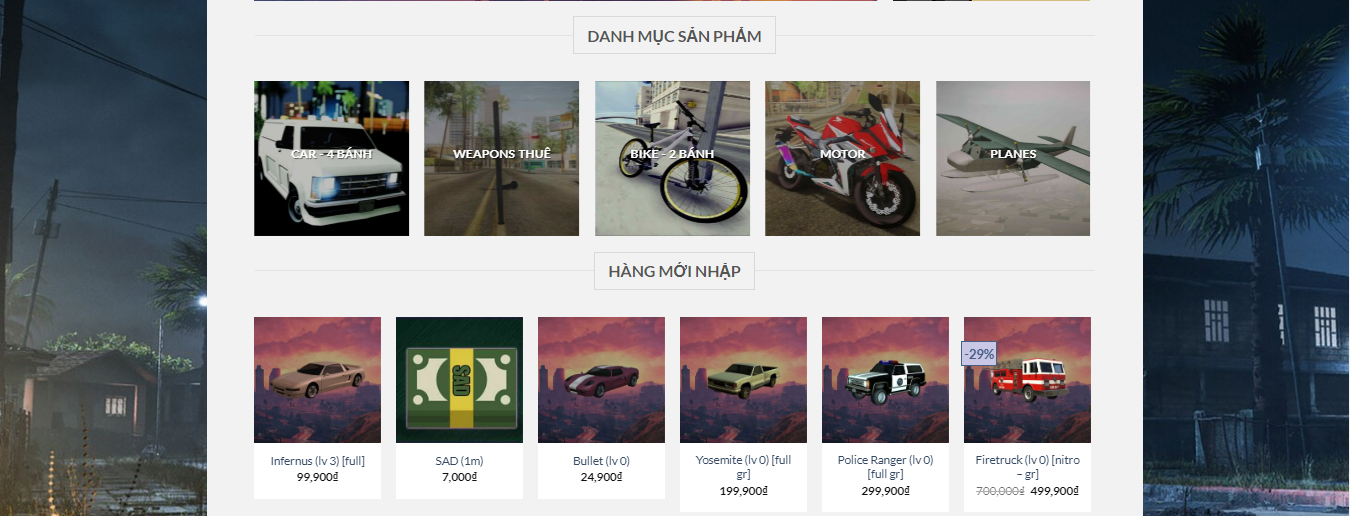 DANH MỤC SẢN PHẨM
CAR - 4 BÁNH
WEAPONS THUÊ
BIKE - 2 BÁNH
MOTOR
PLANES
HÀNG MỚI NHẬP
SAD
-29%
Infernus (lv 3) [full]
99,900₫
SAD (1m)
7,000₫
Bullet (lv 0)
24,900₫
Yosemite (lv 0) [full
gr]
199,900₫
Police Ranger (lv 0)
[full gr]
299,900₫
Firetruck (lv 0) [nitro
– gr]
700,000₫ 499,900₫